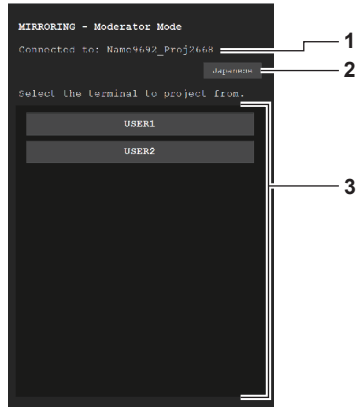 MIRRORING - Moderator Mode
Connected to: Name9692_Proj2668
1
Japanese
2
Select the terminal to project from.
USER1
USER2
3